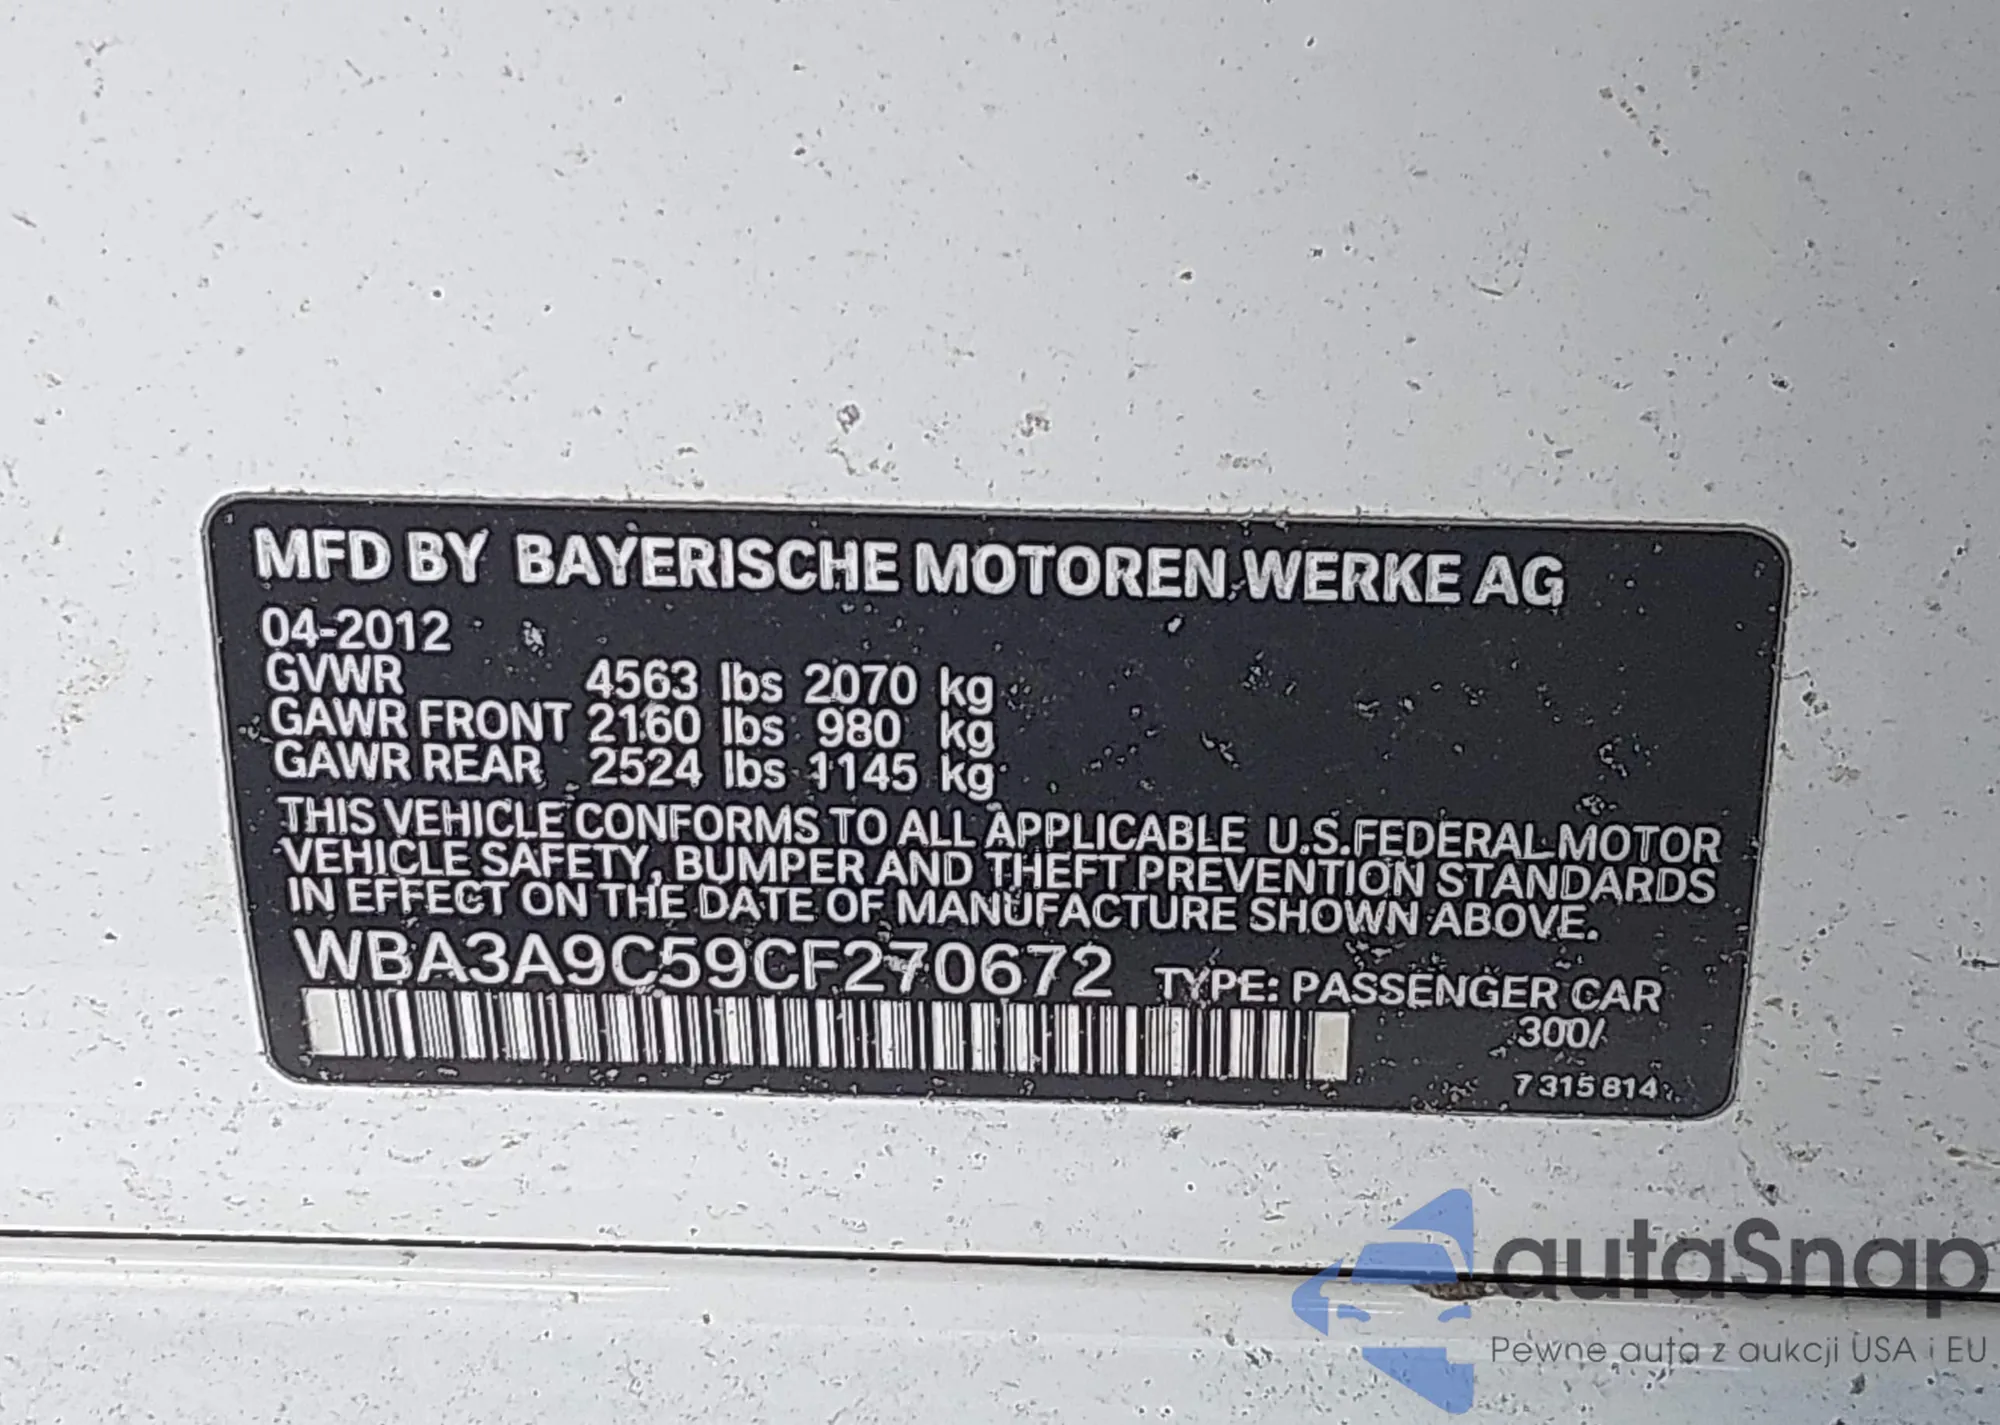 MFD BY BAYERISCHE MOTOREN WERKE AG
04-2012
GVWR 4563 lbs 2070 kg
GAWR FRONT 2160 lbs 980 kg
GAWR REAR 2524 lbs 1145 kg
THIS VEHICLE CONFORMS TO ALL APPLICABLE U.S. FEDERAL MOTOR
VEHICLE SAFETY, BUMPER AND THEFT PREVENTION STANDARDS
IN EFFECT ON THE DATE OF MANUFACTURE SHOWN ABOVE.
WBA3A9C59CF270672 TYPE: PASSENGER CAR
300/
7 315 814
autaSnap
Pewne auta z aukcji USA i EU